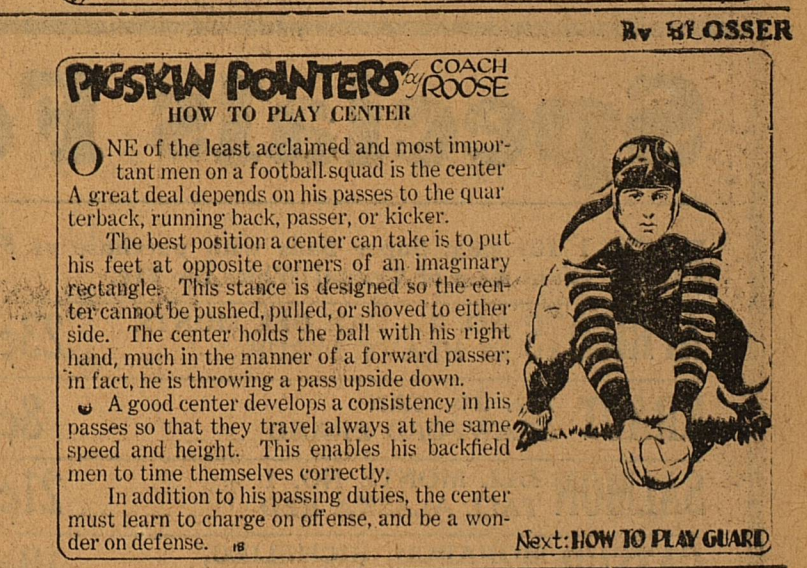 By BLOSSER
PIGSKIN POINTERS by COACH ROOSE
HOW TO PLAY CENTER
ONE of the least acclaimed and most impor-
tant men on a football squad is the center
A great deal depends on his passes to the quar
terback, running back, passer, or kicker.
The best position a center can take is to put
his feet at opposite corners of an imaginary
rectangle. This stance is designed so the cen-
ter cannot be pushed, pulled, or shoved to either
side. The center holds the ball with his right
hand, much in the manner of a forward passer;
in fact, he is throwing a pass upside down.
A good center develops a consistency in his
passes so that they travel always at the same
speed and height. This enables his backfield
men to time themselves correctly.
In addition to his passing duties, the center
must learn to charge on offense, and be a won-
der on defense. 18
Next: HOW TO PLAY GUARD